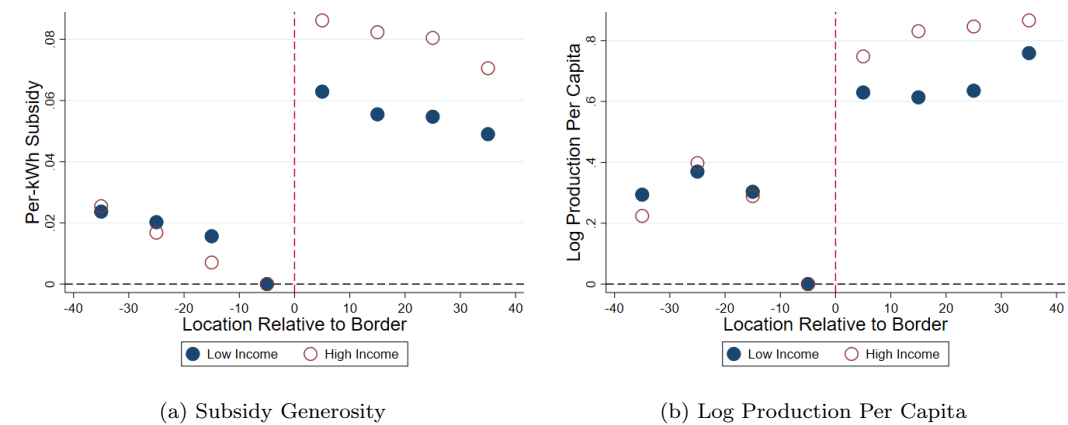 Per-kWh Subsidy
.08
.06
.04
.02
0
-40 -30 -20 -10 0 10 20 30 40
Location Relative to Border
Low Income High Income
(a) Subsidy Generosity
Log Production Per Capita
.8
.6
.4
.2
0
-40 -30 -20 -10 0 10 20 30 40
Location Relative to Border
Low Income High Income
(b) Log Production Per Capita